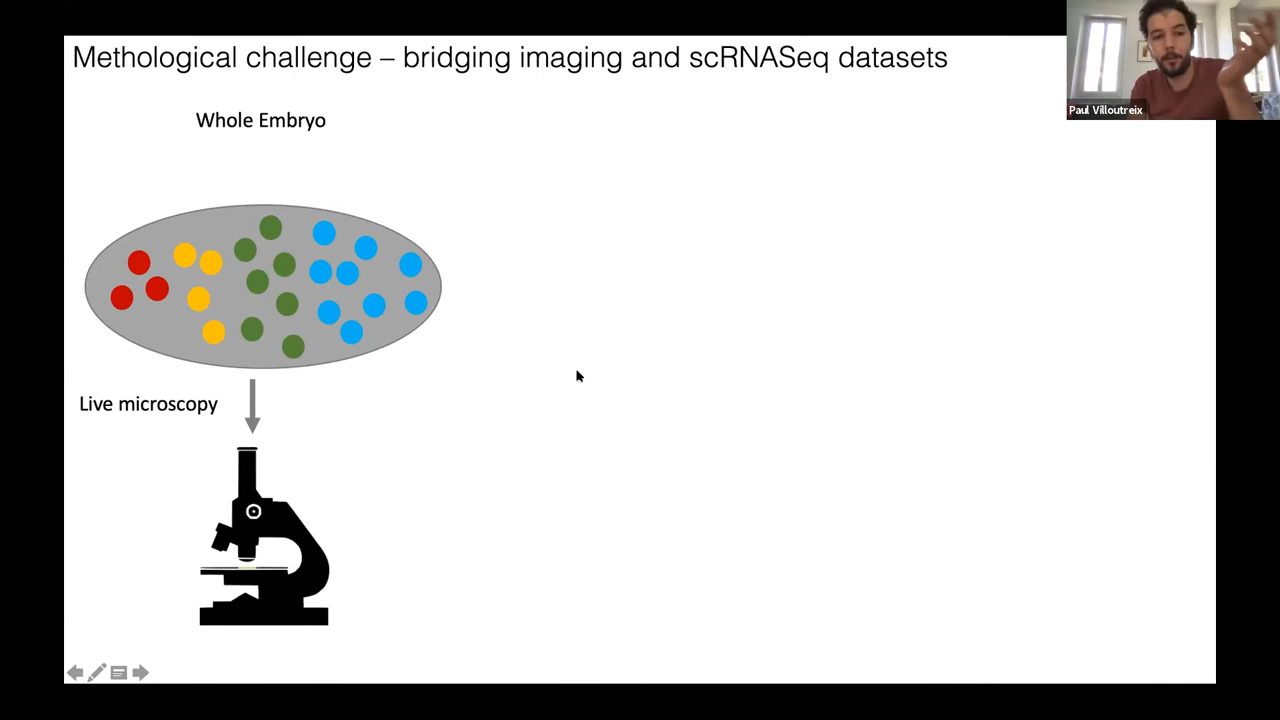 Methological challenge – bridging imaging and scRNASeq datasets
Paul Villoutreix
Whole Embryo
Live microscopy